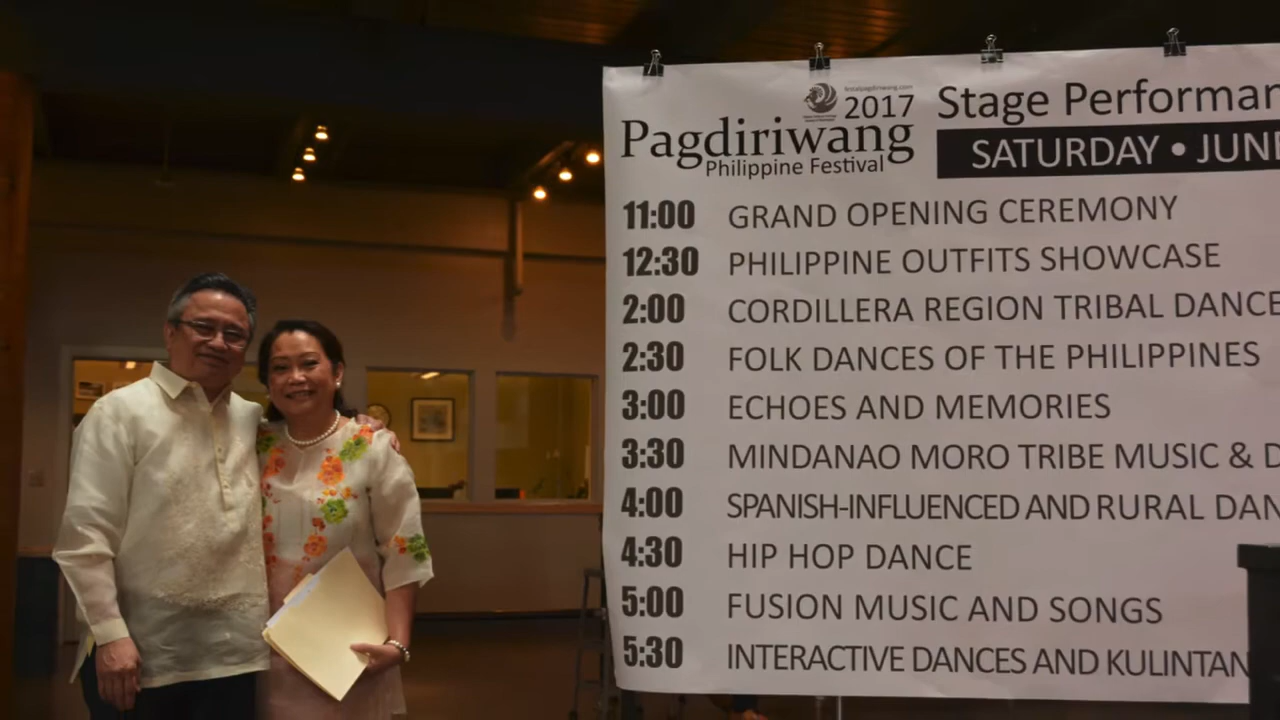 2017
Pagdiriwang
Philippine Festival
Stage Performan
SATURDAY • JUNE
11:00 GRAND OPENING CEREMONY
12:30 PHILIPPINE OUTFITS SHOWCASE
2:00 CORDILLERA REGION TRIBAL DANCE
2:30 FOLK DANCES OF THE PHILIPPINES
3:00 ECHOES AND MEMORIES
3:30 MINDANAO MORO TRIBE MUSIC & D
4:00 SPANISH-INFLUENCED AND RURAL DAN
4:30 HIP HOP DANCE
5:00 FUSION MUSIC AND SONGS
5:30 INTERACTIVE DANCES AND KULINTAN